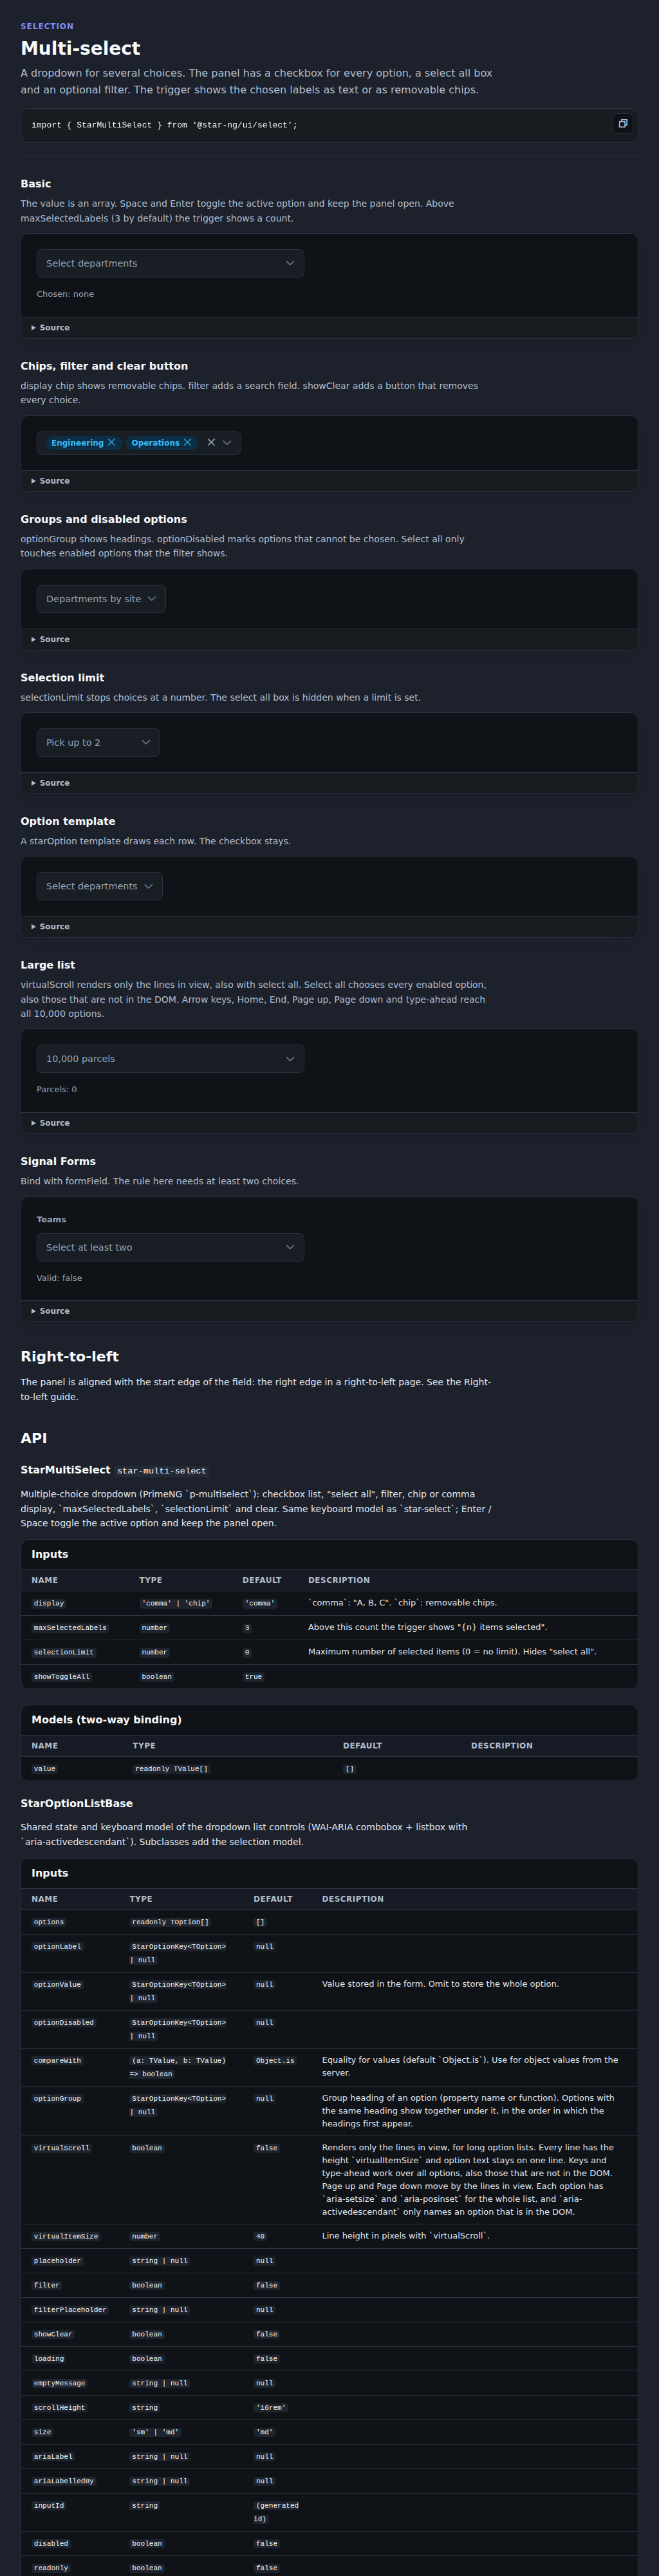 SELECTION
Multi-select
A dropdown for several choices. The panel has a checkbox for every option, a select all box
and an optional filter. The trigger shows the chosen labels as text or as removable chips.
import { StarMultiSelect } from '@star-ng/ui/select';
Basic
The value is an array. Space and Enter toggle the active option and keep the panel open. Above
maxSelectedLabels (3 by default) the trigger shows a count.
Select departments
Chosen: none
Source
Chips, filter and clear button
display chip shows removable chips. filter adds a search field. showClear adds a button that removes
every choice.
Engineering Operations
Source
Groups and disabled options
optionGroup shows headings. optionDisabled marks options that cannot be chosen. Select all only
touches enabled options that the filter shows.
Departments by site
Source
Selection limit
selectionLimit stops choices at a number. The select all box is hidden when a limit is set.
Pick up to 2
Source
Option template
A starOption template draws each row. The checkbox stays.
Select departments
Source
Large list
virtualScroll renders only the lines in view, also with select all. Select all chooses every enabled option,
also those that are not in the DOM. Arrow keys, Home, End, Page up, Page down and type-ahead reach
all 10,000 options.
10,000 parcels
Parcels: 0
Source
Signal Forms
Bind with formField. The rule here needs at least two choices.
Teams
Select at least two
Valid: false
Source
Right-to-left
The panel is aligned with the start edge of the field: the right edge in a right-to-left page. See the Right-
to-left guide.
API
StarMultiSelect star-multi-select
Multiple-choice dropdown (PrimeNG `p-multiselect`): checkbox list, "select all", filter, chip or comma
display, `maxSelectedLabels`, `selectionLimit` and clear. Same keyboard model as `star-select`; Enter /
Space toggle the active option and keep the panel open.
Inputs
NAME TYPE DEFAULT DESCRIPTION
display 'comma' | 'chip' 'comma' `comma`: "A, B, C". `chip`: removable chips.
maxSelectedLabels number 3 Above this count the trigger shows "{n} items selected".
selectionLimit number 0 Maximum number of selected items (0 = no limit). Hides "select all".
showToggleAll boolean true
Models (two-way binding)
NAME TYPE DEFAULT DESCRIPTION
value readonly TValue[] []
StarOptionListBase
Shared state and keyboard model of the dropdown list controls (WAI-ARIA combobox + listbox with
`aria-activedescendant`). Subclasses add the selection model.
Inputs
NAME TYPE DEFAULT DESCRIPTION
options readonly TOption[] []
optionLabel StarOptionKey<TOption> null
| null
optionValue StarOptionKey<TOption> null Value stored in the form. Omit to store the whole option.
| null
optionDisabled StarOptionKey<TOption> null
| null
compareWith (a: TValue, b: TValue) Object.is Equality for values (default `Object.is`). Use for object values from the
=> boolean server.
optionGroup StarOptionKey<TOption> null Group heading of an option (property name or function). Options with
| null the same heading show together under it, in the order in which the
headings first appear.
virtualScroll boolean false Renders only the lines in view, for long option lists. Every line has the
height `virtualItemSize` and option text stays on one line. Keys and
type-ahead work over all options, also those that are not in the DOM.
Page up and Page down move by the lines in view. Each option has
`aria-setsize` and `aria-posinset` for the whole list, and `aria-
activedescendant` only names an option that is in the DOM.
virtualItemSize number 40 Line height in pixels with `virtualScroll`.
placeholder string | null null
filter boolean false
filterPlaceholder string | null null
showClear boolean false
loading boolean false
emptyMessage string | null null
scrollHeight string '16rem'
size 'sm' | 'md' 'md'
ariaLabel string | null null
ariaLabelledBy string | null null
inputId string (generated
id)
disabled boolean false
readonly boolean false